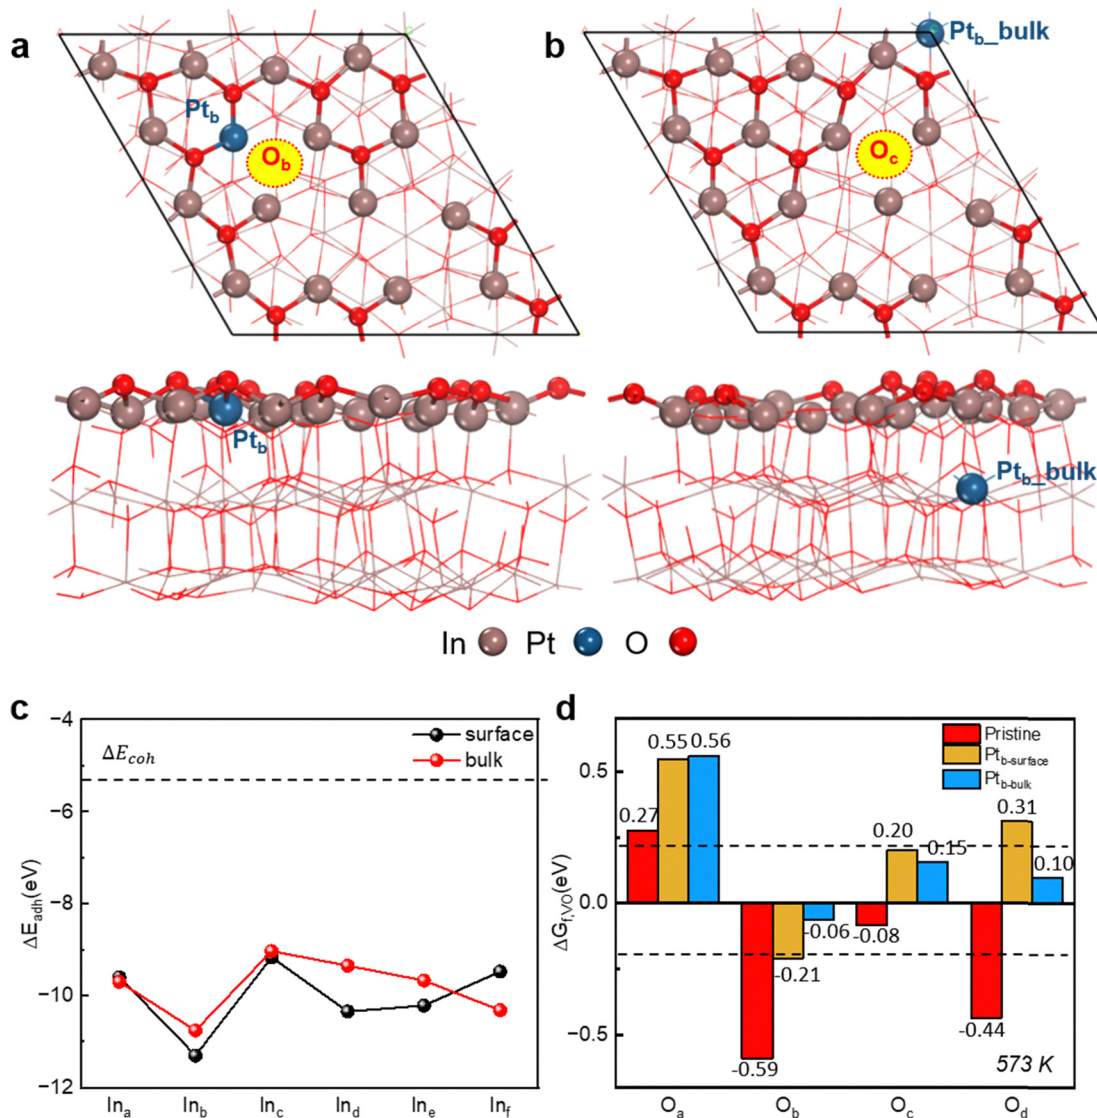 a
Pt_b
O_b
Pt_b
b
Pt_b_bulk
O_c
Pt_b_bulk
In Pt O
c
ΔE_adh(eV)
−4
−6
−8
−10
−12
ΔE_coh
surface
bulk
In_a In_b In_c In_d In_e In_f
d
ΔG_f,VO(eV)
0.5
0.0
−0.5
Pristine
Pt_b-surface
Pt_b-bulk
0.27 0.55 0.56
-0.59 -0.21 -0.06
-0.08 0.20 0.15
-0.44 0.31 0.10
573 K
O_a O_b O_c O_d